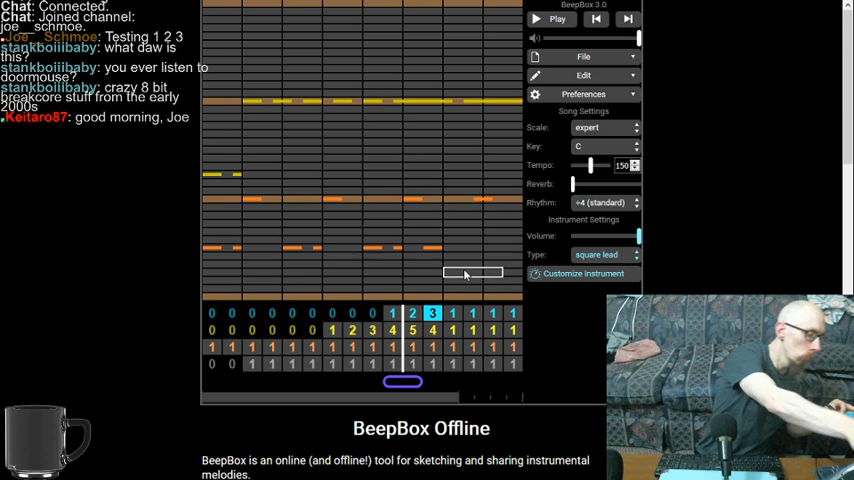 Chat: Connected.
Chat: Joined channel:
joe__schmoe.
Joe__Schmoe: Testing 1 2 3
stankboiiibaby: what daw is
this?
stankboiiibaby: you ever listen to
doormouse?
stankboiiibaby: crazy 8 bit
breakcore stuff from the early
2000s
Keitaro87: good morning, Joe
BeepBox 3.0
Play
File
Edit
Preferences
Song Settings
Scale: expert
Key: C
Tempo: 150
Reverb:
Rhythm: ÷4 (standard)
Instrument Settings
Volume:
Type: square lead
Customize Instrument
0 0 0 0 0 0 0 0 0 1 2 3 1 1 1 1
0 0 0 0 0 0 1 2 3 4 5 4 1 1 1 1
1 1 1 1 1 1 1 1 1 1 1 1 1 1 1 1
0 0 1 1 1 1 1 1 1 1 1 1 1 1 1 1
BeepBox Offline
BeepBox is an online (and offline!) tool for sketching and sharing instrumental
melodies.